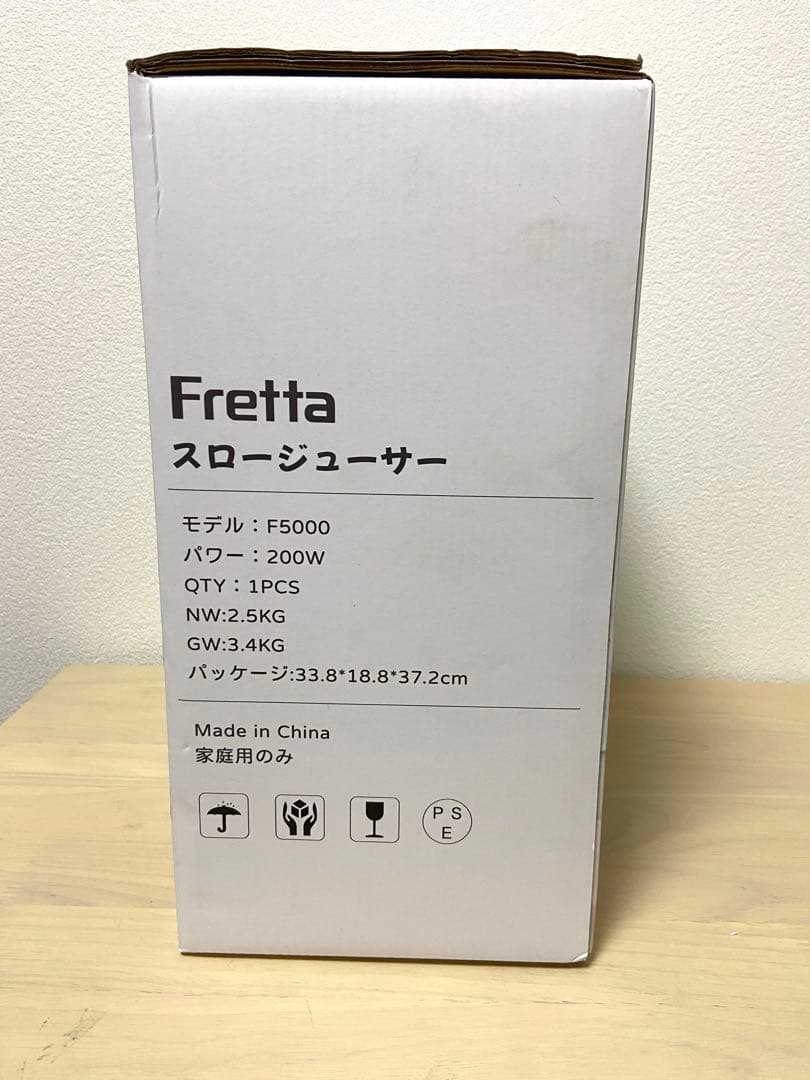 Fretta
スロージューサー
モデル：F5000
パワー：200W
QTY：1PCS
NW:2.5KG
GW:3.4KG
パッケージ:33.8*18.8*37.2cm
Made in China
家庭用のみ
P S
E